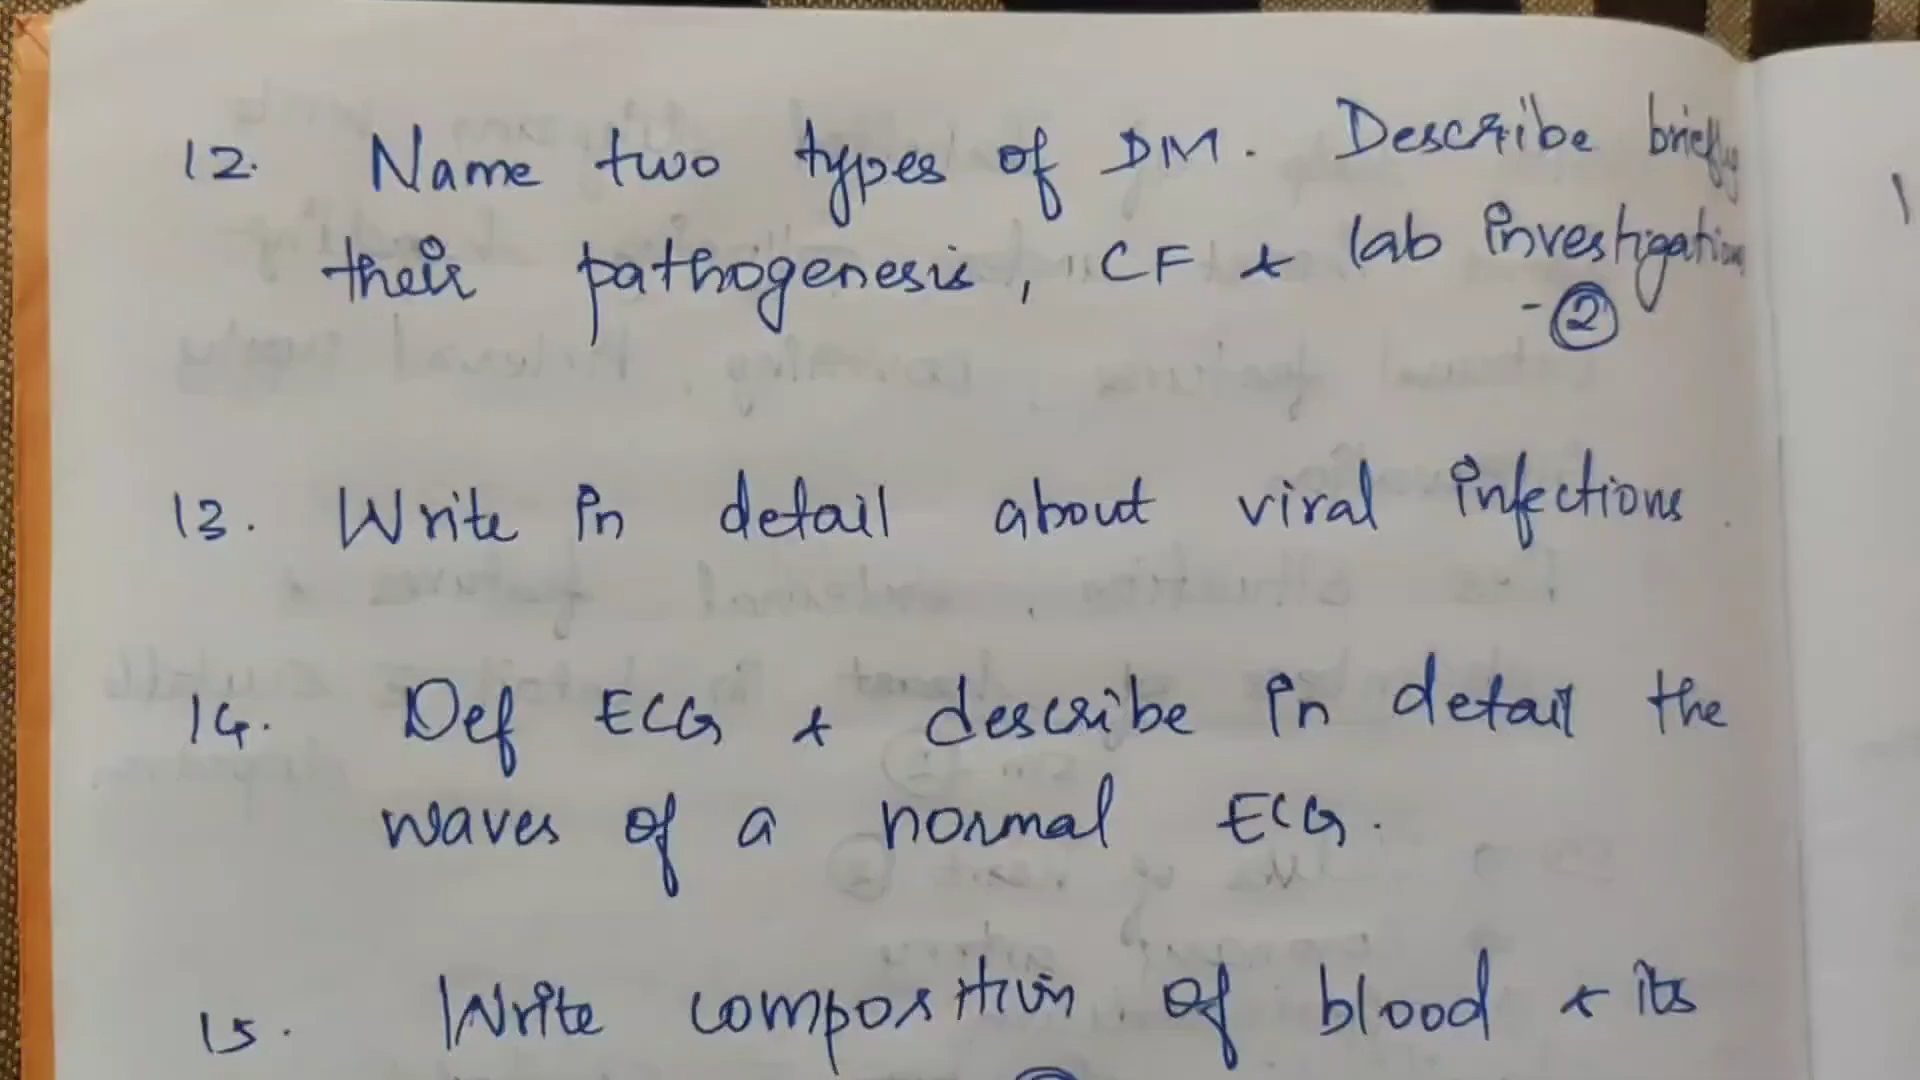 12. Name two types of DM. Describe briefly
their pathogenesis, CF & lab investigation
- 2
13. Write in detail about viral infections.
14. Def ECG & describe in detail the
waves of a normal ECG.
15. Write composition of blood & its